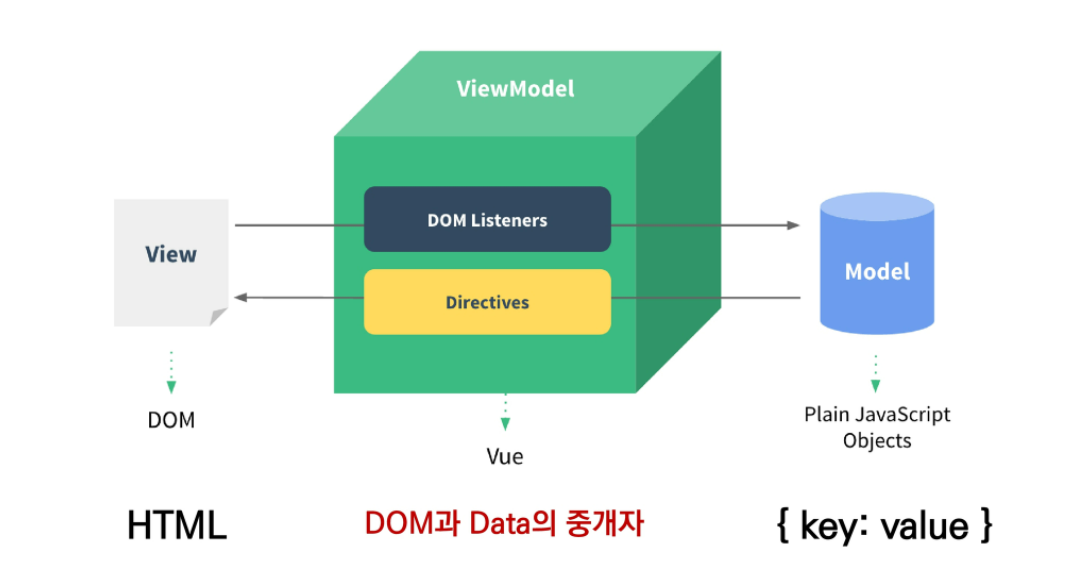 ViewModel
DOM Listeners
View
Model
Directives
DOM
Plain JavaScript
Objects
Vue
HTML
DOM과 Data의 중개자
{ key: value }